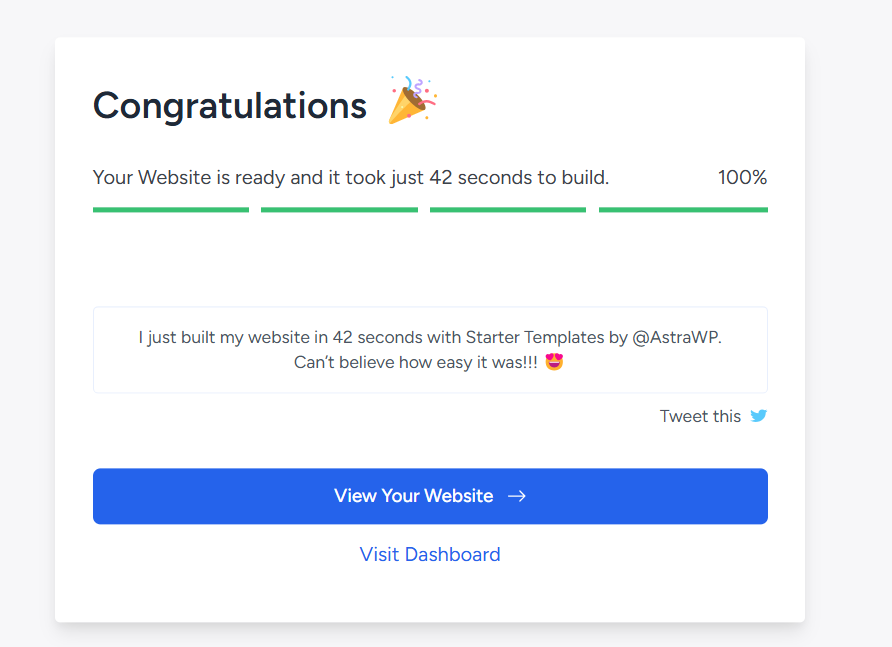 Congratulations 🎉
Your Website is ready and it took just 42 seconds to build. 100%
I just built my website in 42 seconds with Starter Templates by @AstraWP.
Can’t believe how easy it was!!! 😍
Tweet this
View Your Website →
Visit Dashboard